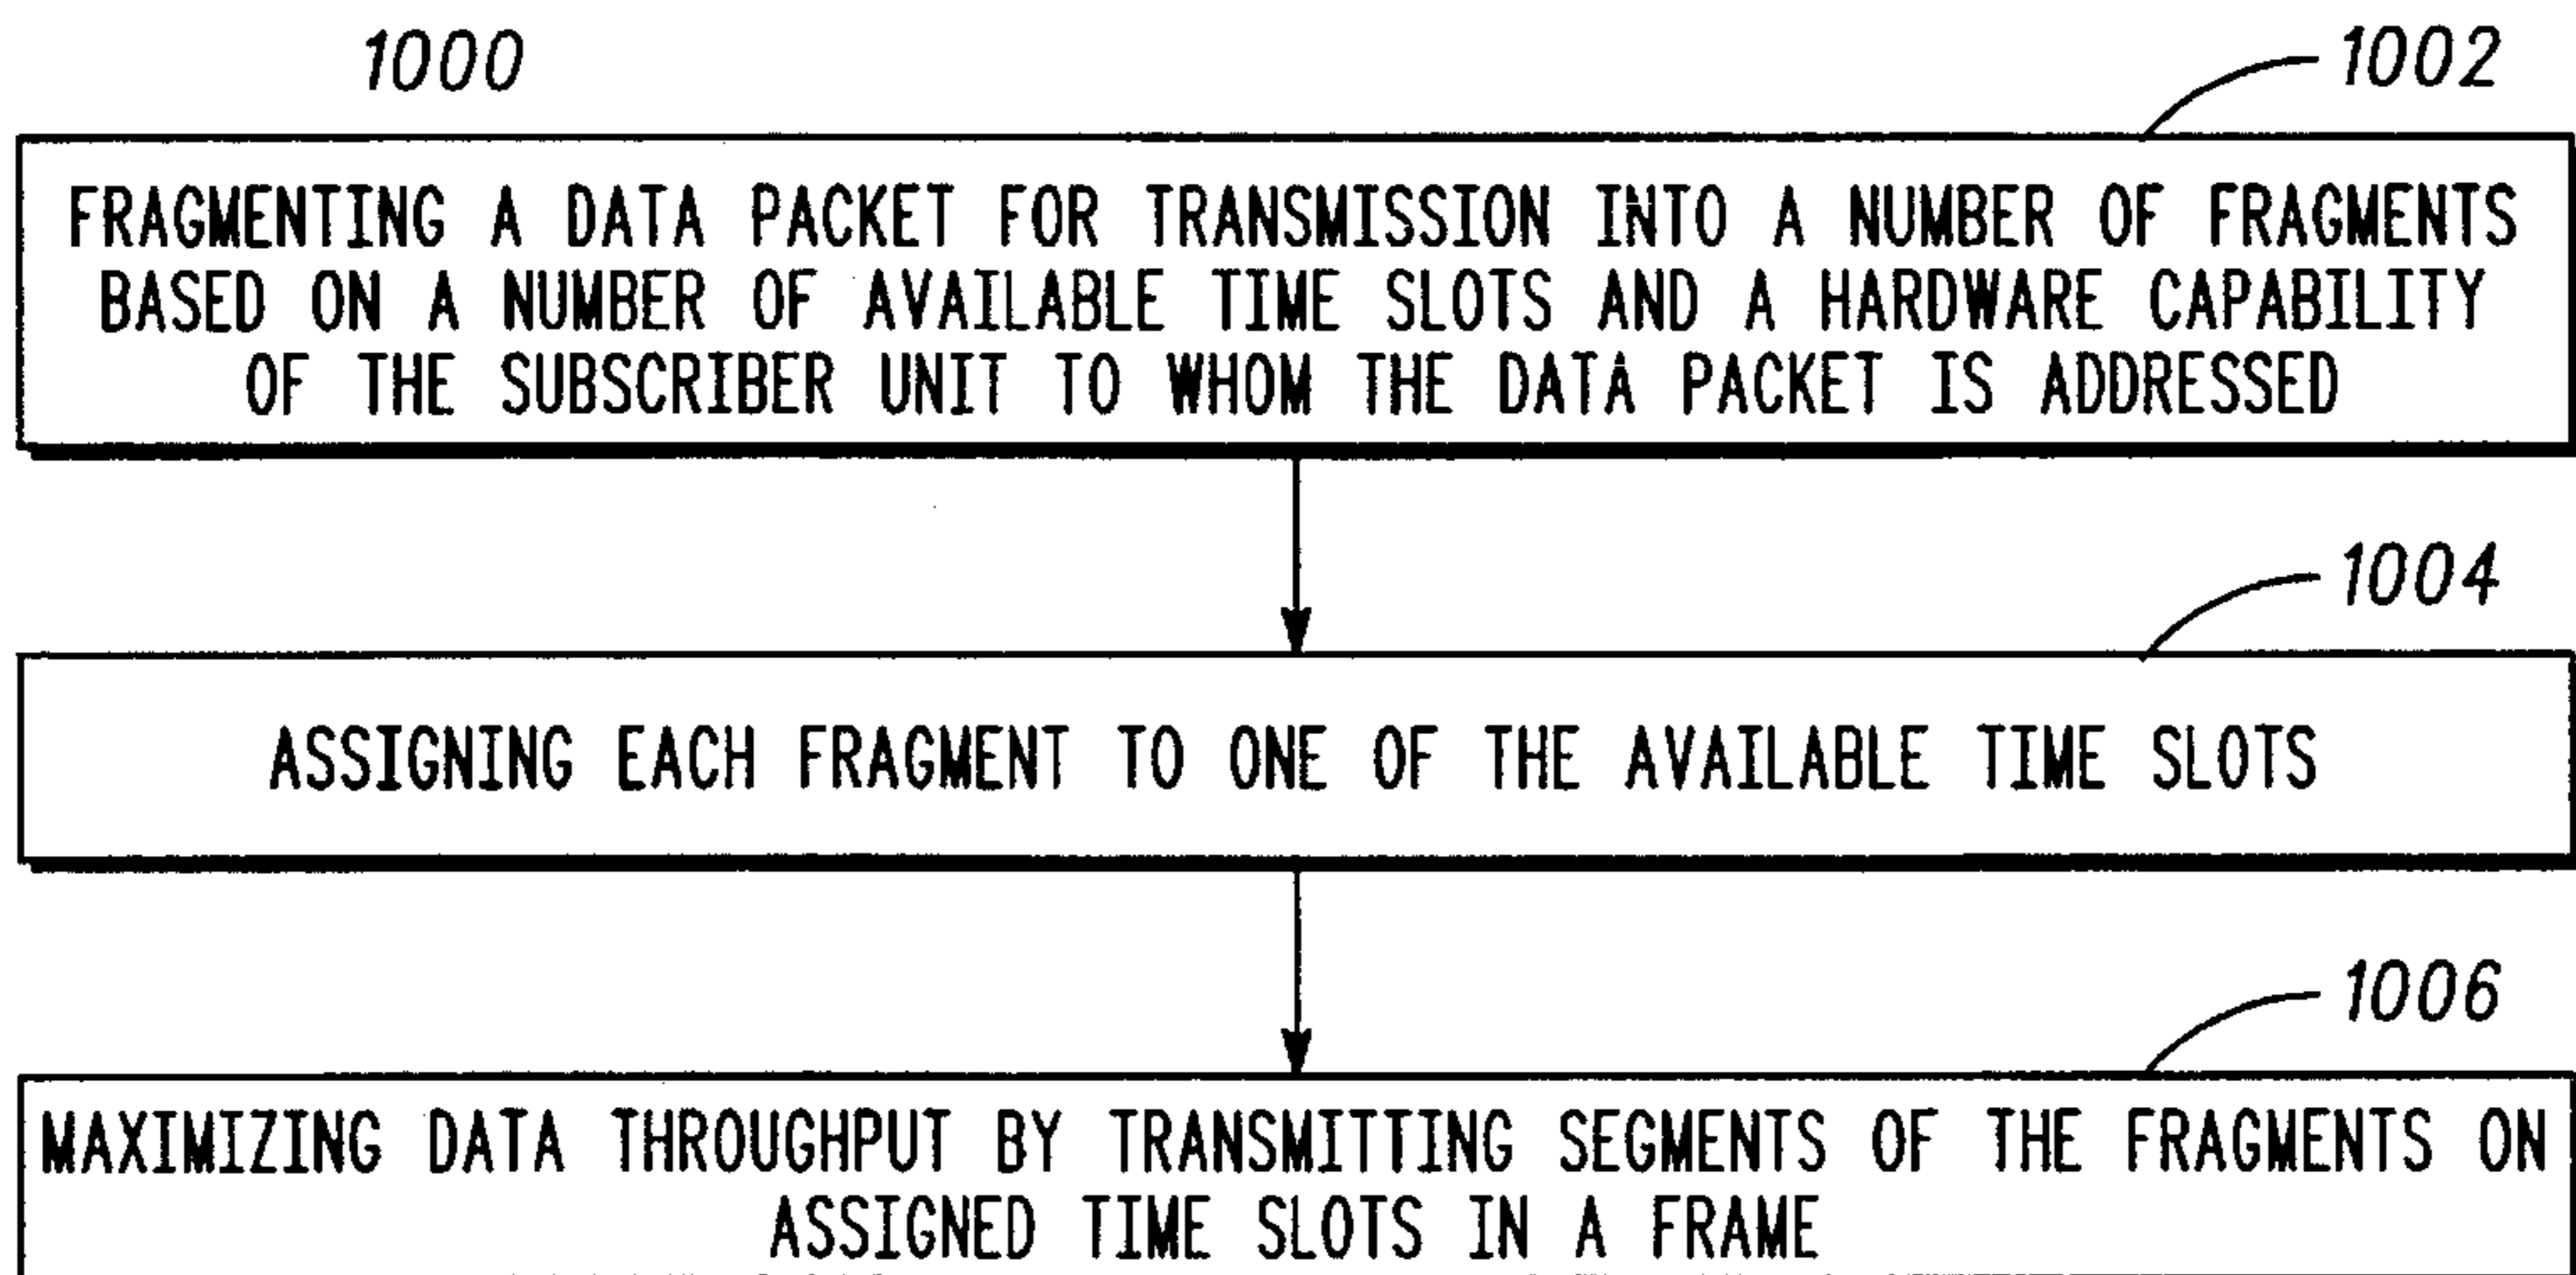 1000
1002
FRAGMENTING A DATA PACKET FOR TRANSMISSION INTO A NUMBER OF FRAGMENTS
BASED ON A NUMBER OF AVAILABLE TIME SLOTS AND A HARDWARE CAPABILITY
OF THE SUBSCRIBER UNIT TO WHOM THE DATA PACKET IS ADDRESSED
1004
ASSIGNING EACH FRAGMENT TO ONE OF THE AVAILABLE TIME SLOTS
1006
MAXIMIZING DATA THROUGHPUT BY TRANSMITTING SEGMENTS OF THE FRAGMENTS ON
ASSIGNED TIME SLOTS IN A FRAME